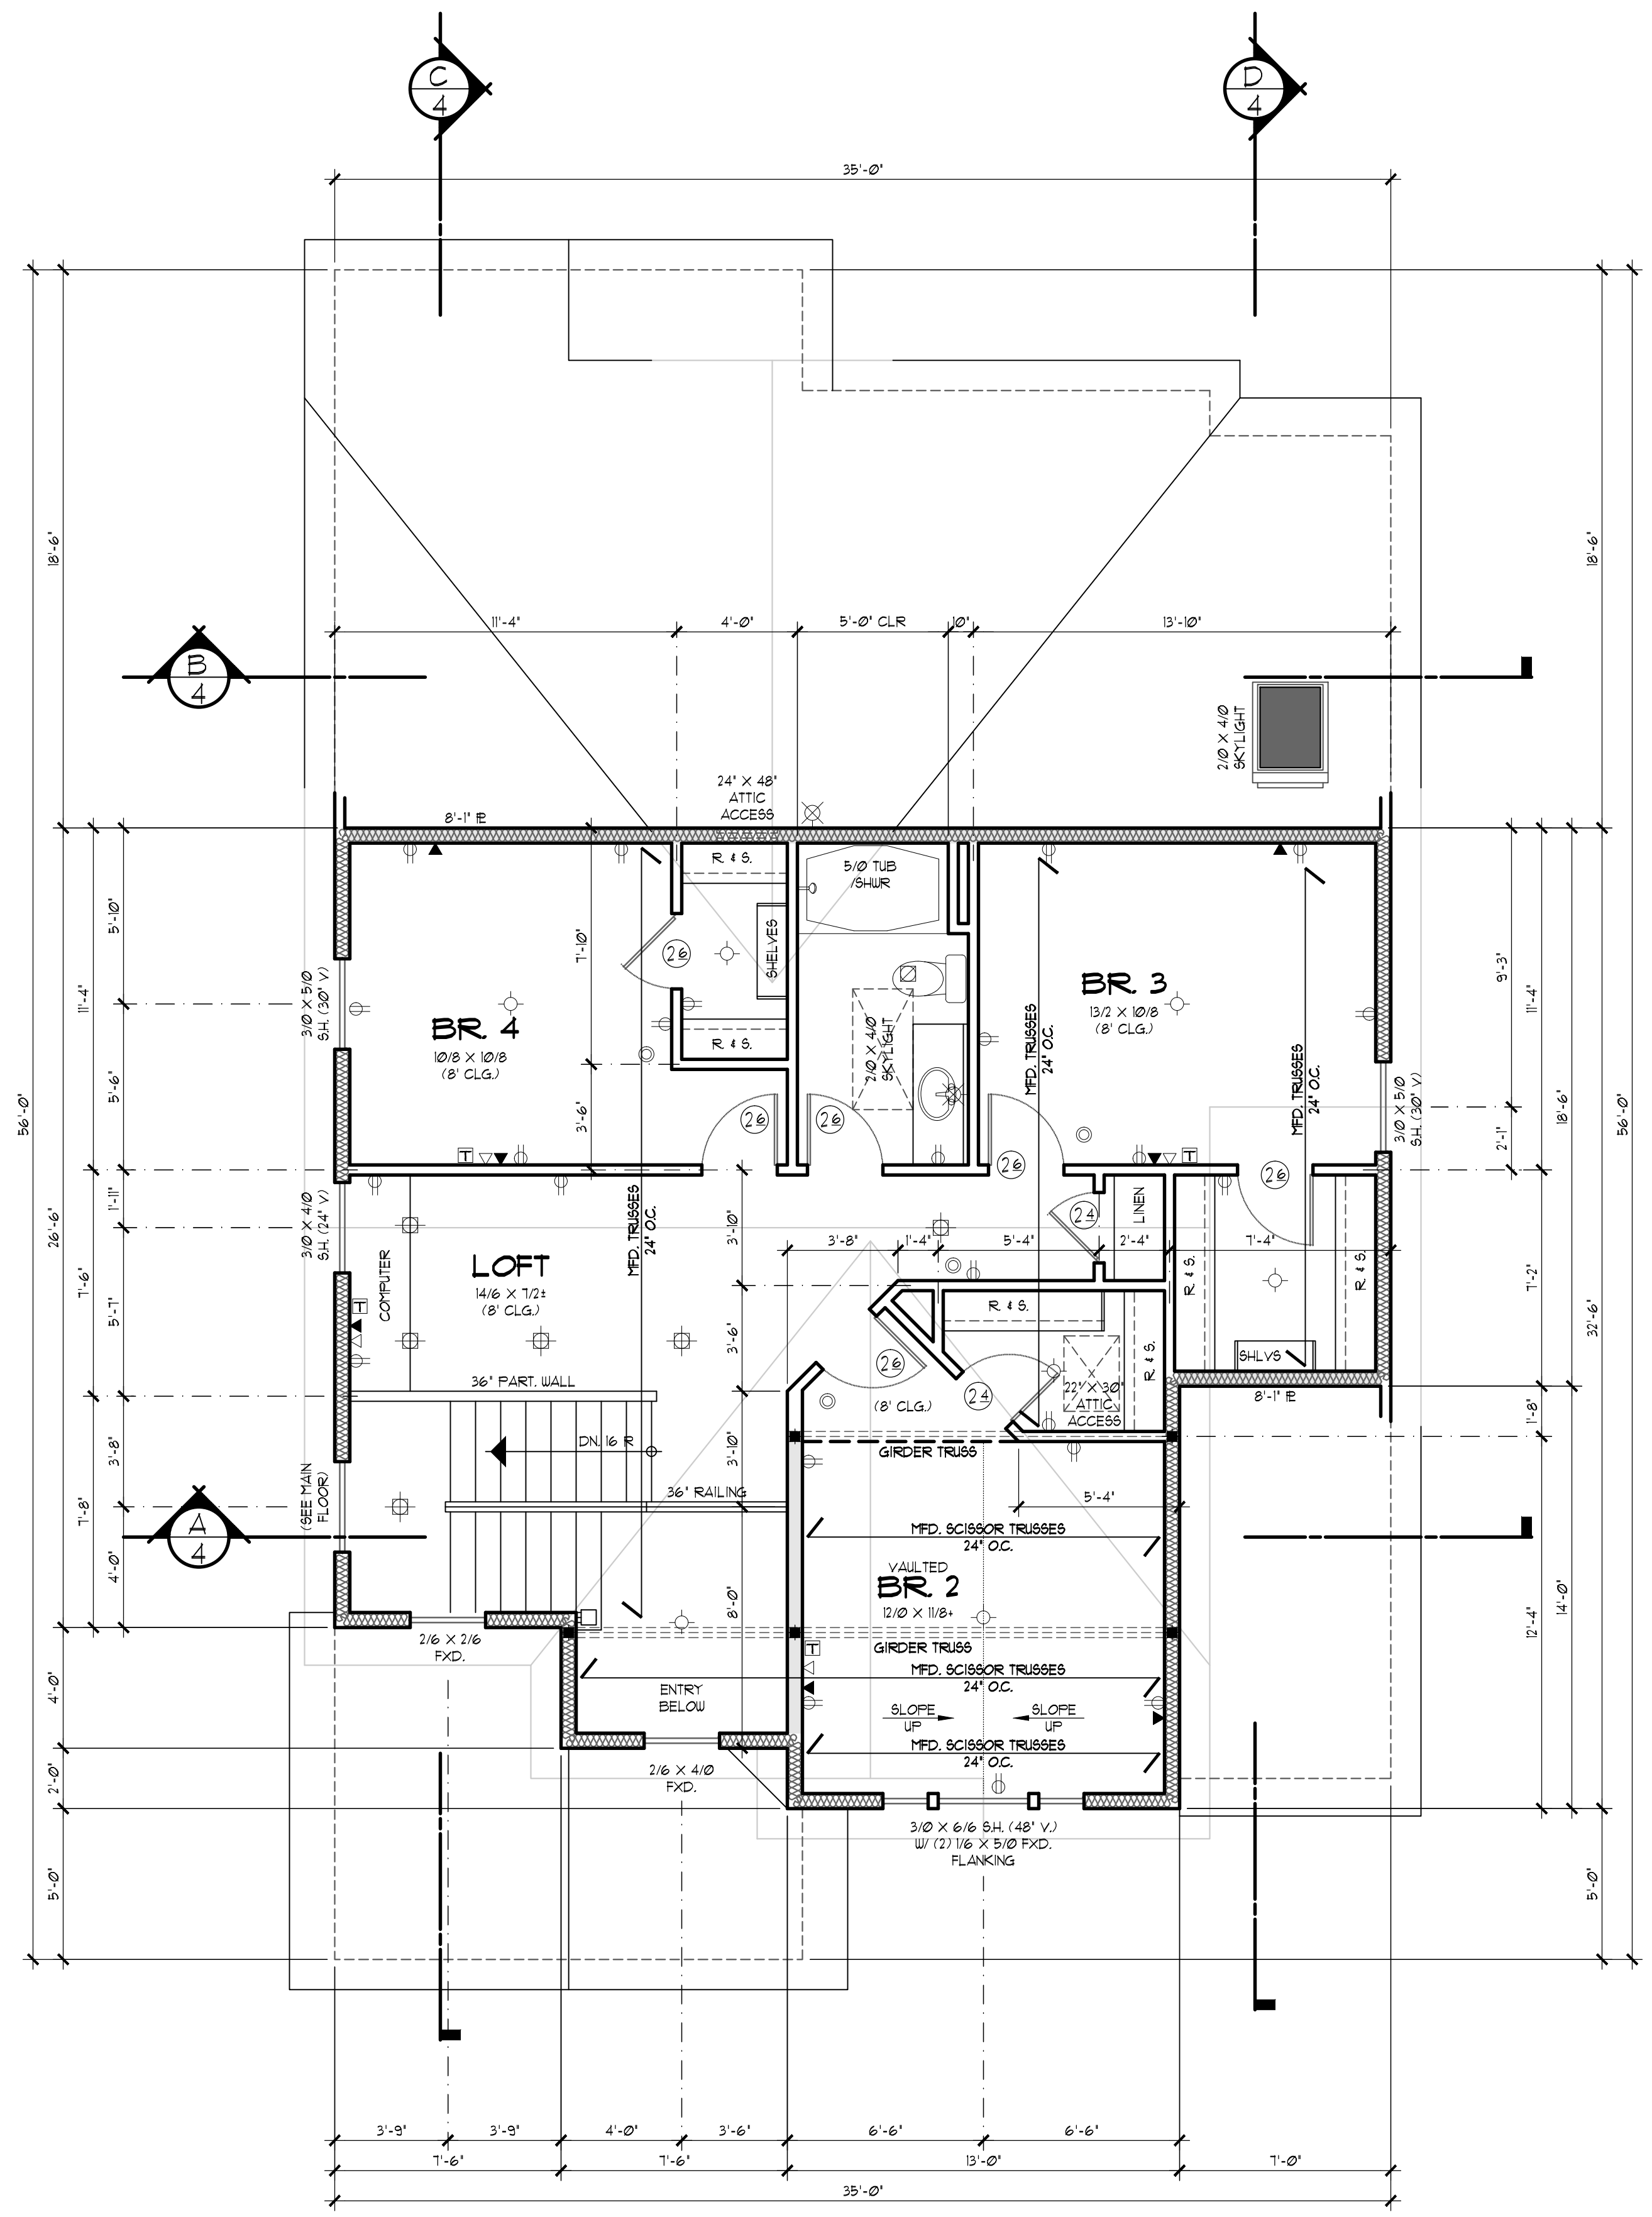 C
4
D
4
35'-0"
18'-6"
18'-6"
11'-4"
4'-0"
5'-0" CLR
10"
13'-10"
B
4
2/0 X 4/0
SKYLIGHT
24" X 48"
ATTIC
ACCESS
8'-1" PL
R. & S.
5/0 TUB
/SHWR
5'-10"
7'-10"
26
SHELVES
9'-3"
11'-4"
3/0 X 5/0
S.H. (30" V.)
11'-4"
BR. 4
10/8 X 10/8
(8' CLG.)
R. & S.
2/0 X 4/0
SKYLIGHT
BR. 3
13/2 X 10/8
(8' CLG.)
MFD. TRUSSES
24" O.C.
MFD. TRUSSES
24" O.C.
3/0 X 5/0
S.H. (30" V.)
56'-0"
5'-6"
3'-6"
26
26
26
26
2'-1"
18'-6"
56'-0"
T
T
26'-6"
1'-11"
3/0 X 4/0
S.H. (24" V.)
MFD. TRUSSES
24" O.C.
3'-10"
24
LINEN
3'-8"
1'-4"
5'-4"
2'-4"
7'-4"
COMPUTER
LOFT
14/6 X 7/2±
(8' CLG.)
T
R. & S.
R. & S.
7'-2"
7'-6"
5'-7"
3'-6"
R. & S.
R. & S.
SHLVS
32'-6"
26
24
36" PART. WALL
(8' CLG.)
22" X 30"
ATTIC
ACCESS
8'-1" PL
1'-8"
3'-8"
DN. 16 R
3'-10"
GIRDER TRUSS
(SEE MAIN
FLOOR)
36" RAILING
5'-4"
7'-8"
A
4
MFD. SCISSOR TRUSSES
24" O.C.
4'-0"
VAULTED
BR. 2
12/0 X 11/8+
8'-0"
12'-4"
14'-0"
2/6 X 2/6
FXD.
T
GIRDER TRUSS
MFD. SCISSOR TRUSSES
24" O.C.
4'-0"
ENTRY
BELOW
SLOPE
UP
SLOPE
UP
MFD. SCISSOR TRUSSES
24" O.C.
2'-0"
2/6 X 4/0
FXD.
3/0 X 6/6 S.H. (48" V.)
W/ (2) 1/6 X 5/0 FXD.
FLANKING
5'-0"
5'-0"
3'-9"
3'-9"
4'-0"
3'-6"
6'-6"
6'-6"
7'-6"
7'-6"
13'-0"
7'-0"
35'-0"